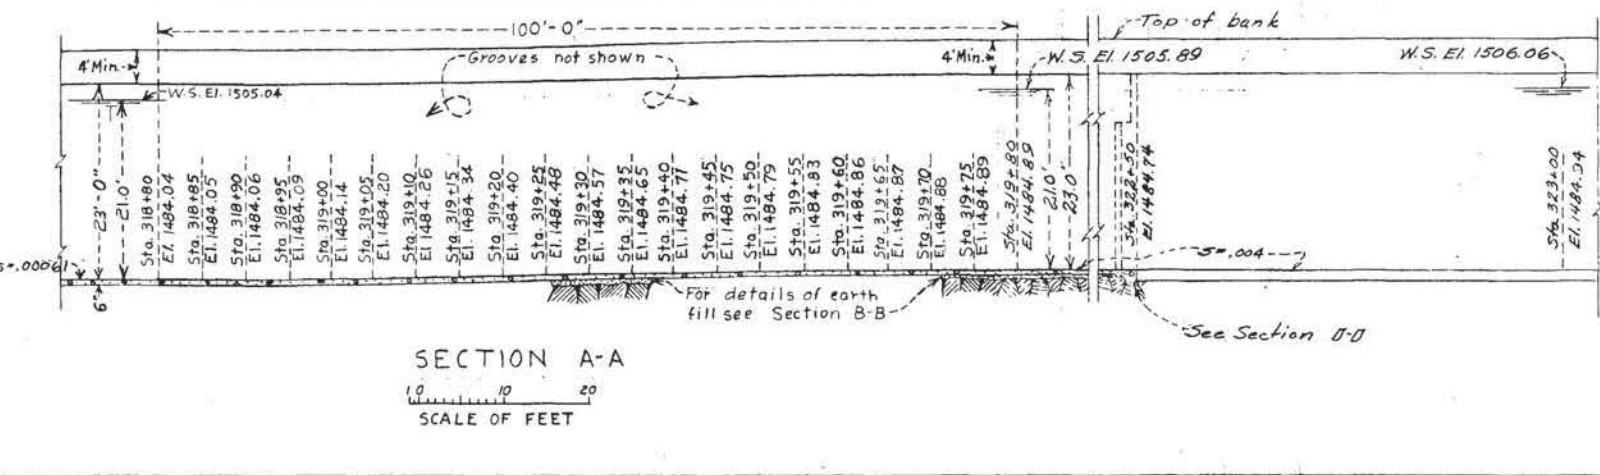 100'-0"
Top of bank
4' Min.
Grooves not shown
4' Min.
W.S. El. 1505.89
W.S. El. 1506.06
W.S. El. 1505.04
23'-0"
21.0'
Sta. 318+80
El. 1484.04
Sta. 318+85
El. 1484.05
Sta. 318+90
El. 1484.06
Sta. 318+95
El. 1484.09
Sta. 319+00
El. 1484.14
Sta. 319+05
El. 1484.20
Sta. 319+10
El 1484.26
Sta. 319+15
El. 1484.34
Sta. 319+20
El. 1484.40
Sta. 319+25
El. 1484.48
Sta. 319+30
El. 1484.57
Sta. 319+35
El. 1484.65
Sta. 319+40
El. 1484.71
Sta. 319+45
El. 1484.75
Sta. 319+50
El. 1484.79
Sta. 319+55
El. 1484.83
Sta. 319+60
El. 1484.86
Sta. 319+65
El. 1484.87
Sta. 319+70
El. 1484.88
Sta. 319+75
El. 1484.89
Sta. 319+80
El. 1484.89
21.0'
23.0'
Sta. 322+50
El. 1484.74
Sta. 323+00
El. 1484.94
S=.00061
S=.004
6"
For details of earth
fill see Section B-B
See Section D-D
SECTION A-A
10 10 20
SCALE OF FEET